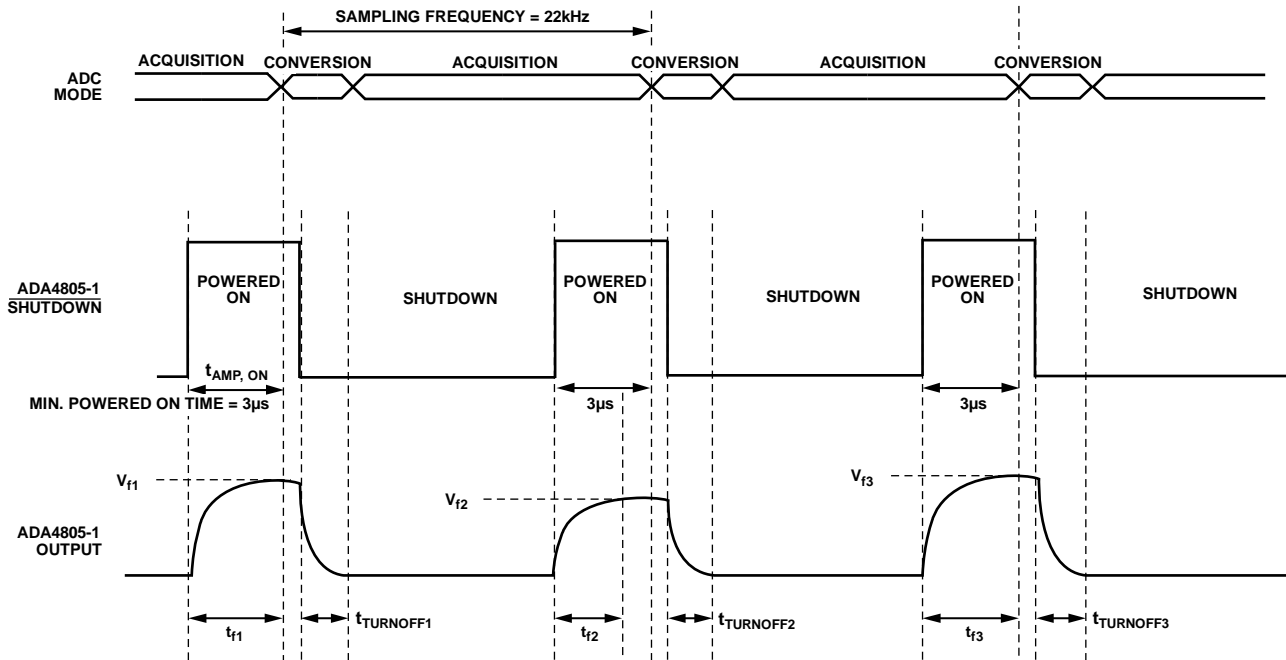 SAMPLING FREQUENCY = 22kHz
ACQUISITION CONVERSION ACQUISITION CONVERSION ACQUISITION CONVERSION
ADC
MODE
ADA4805-1
SHUTDOWN
POWERED
ON
SHUTDOWN
POWERED
ON
SHUTDOWN
POWERED
ON
SHUTDOWN
tAMP, ON
MIN. POWERED ON TIME = 3µs
3µs
3µs
Vf1
Vf2
Vf3
ADA4805-1
OUTPUT
tf1
tTURNOFF1
tf2
tTURNOFF2
tf3
tTURNOFF3